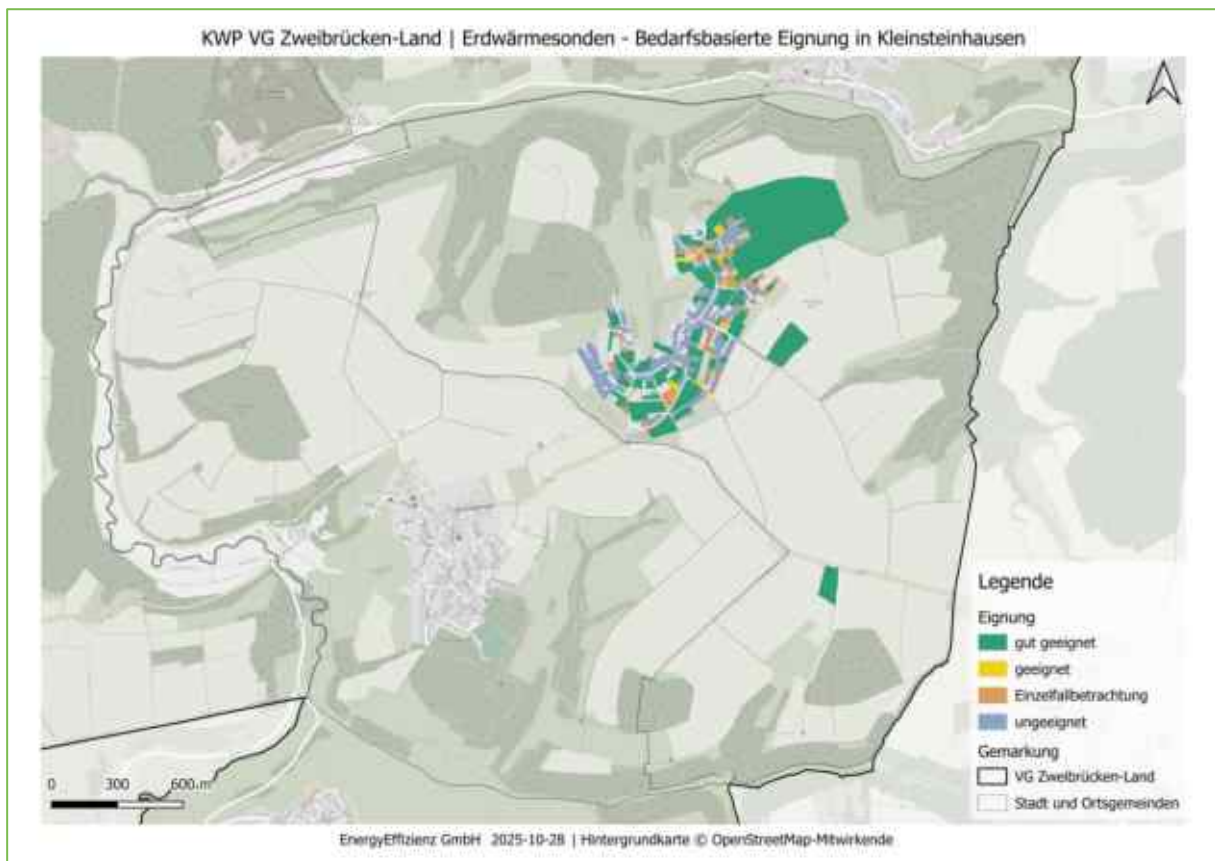 KWP VG Zweibrücken-Land | Erdwärmesonden - Bedarfsbasierte Eignung in Kleinsteinhausen
Legende
Eignung
gut geeignet
geeignet
Einzelfallbetrachtung
ungeeignet
Gemarkung
VG Zweibrücken-Land
Stadt und Ortsgemeinden
0 300 600 m
EnergyEffizienz GmbH 2025-10-28 | Hintergrundkarte © OpenStreetMap-Mitwirkende